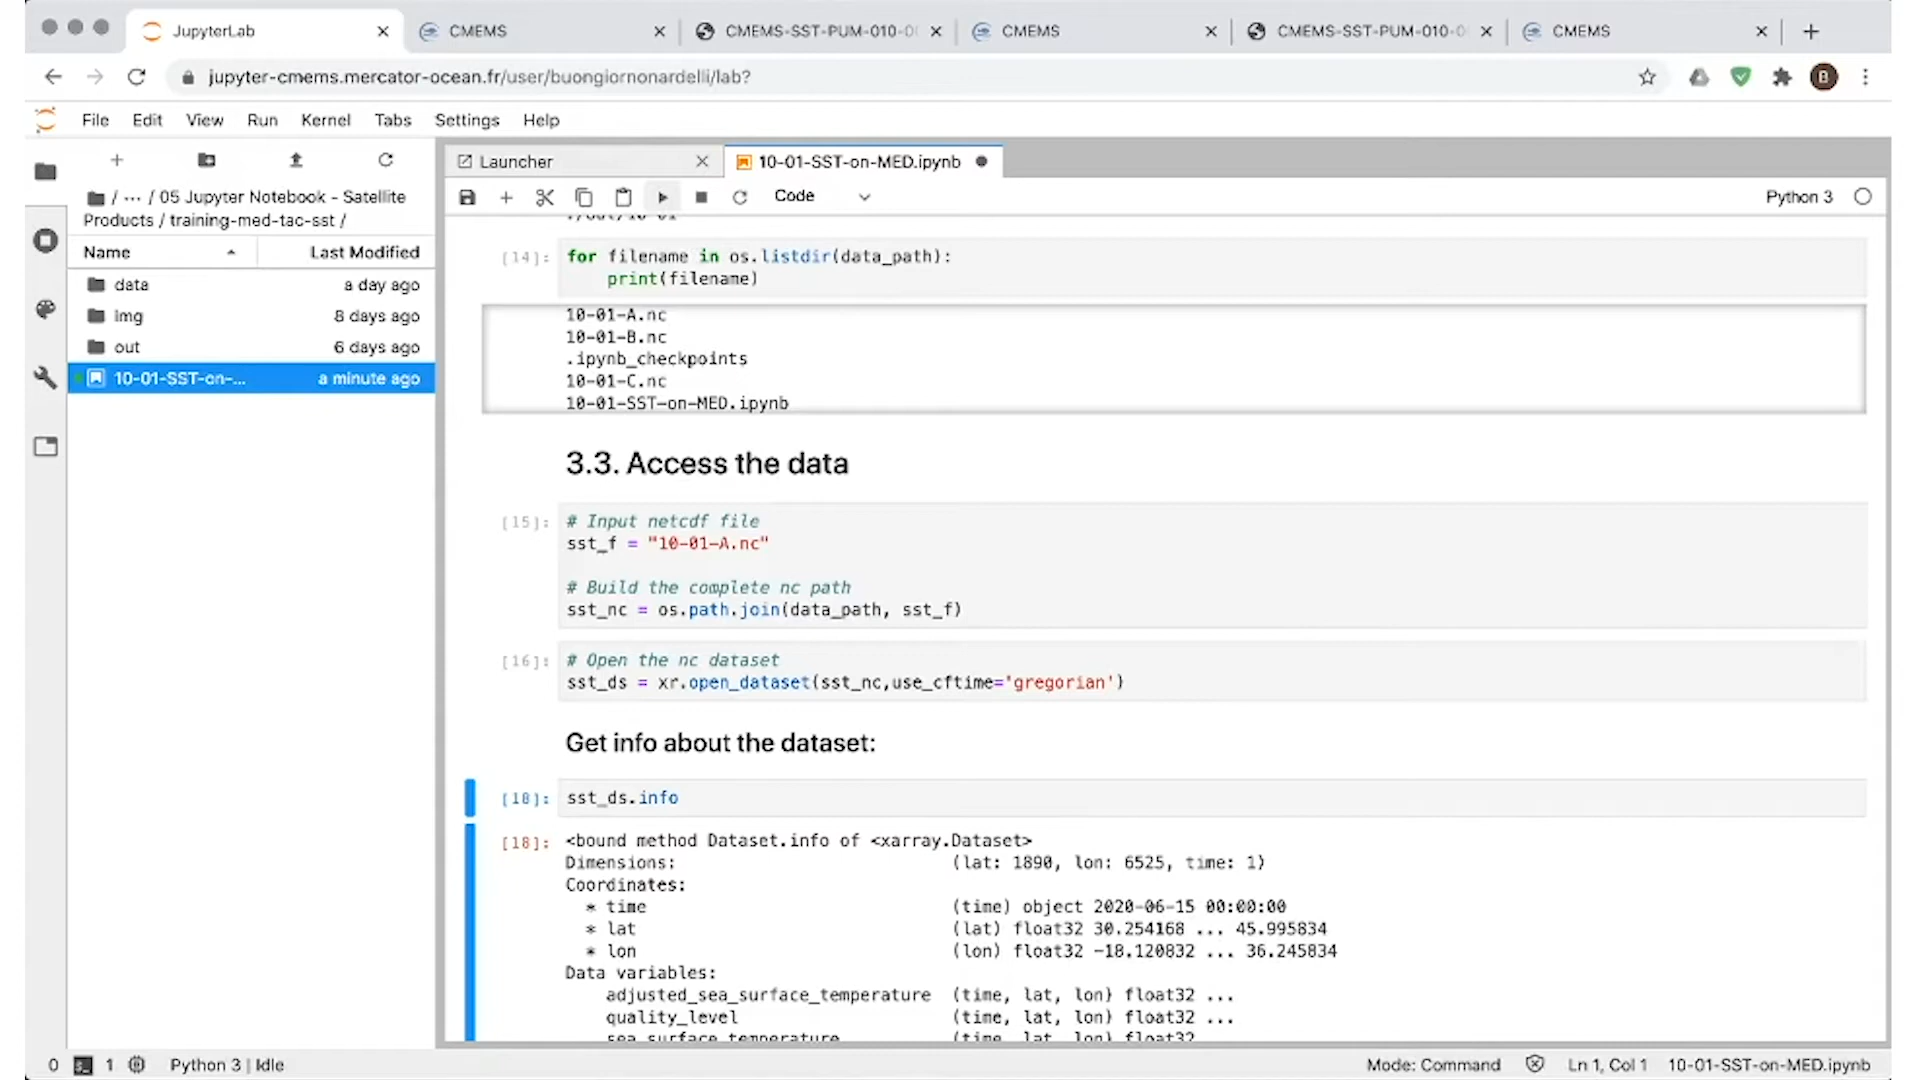 JupyterLab
CMEMS
CMEMS-SST-PUM-010-0
CMEMS
CMEMS-SST-PUM-010-0
CMEMS
jupyter-cmems.mercator-ocean.fr/user/buongiornonardelli/lab?
B
File Edit View Run Kernel Tabs Settings Help
/ ··· / 05 Jupyter Notebook - Satellite
Products / training-med-tac-sst /
Name Last Modified
data a day ago
img 8 days ago
out 6 days ago
10-01-SST-on-... a minute ago
Launcher
10-01-SST-on-MED.ipynb
Code
Python 3
[14]: for filename in os.listdir(data_path):
print(filename)
10-01-A.nc
10-01-B.nc
.ipynb_checkpoints
10-01-C.nc
10-01-SST-on-MED.ipynb
3.3. Access the data
[15]: # Input netcdf file
sst_f = "10-01-A.nc"
# Build the complete nc path
sst_nc = os.path.join(data_path, sst_f)
[16]: # Open the nc dataset
sst_ds = xr.open_dataset(sst_nc,use_cftime='gregorian')
Get info about the dataset:
[18]: sst_ds.info
[18]: <bound method Dataset.info of <xarray.Dataset>
Dimensions: (lat: 1890, lon: 6525, time: 1)
Coordinates:
* time (time) object 2020-06-15 00:00:00
* lat (lat) float32 30.254168 ... 45.995834
* lon (lon) float32 -18.120832 ... 36.245834
Data variables:
adjusted_sea_surface_temperature (time, lat, lon) float32 ...
quality_level (time, lat, lon) float32 ...
sea_surface_temperature (time, lat, lon) float32
0 1 Python 3 | Idle
Mode: Command Ln 1, Col 1 10-01-SST-on-MED.ipynb